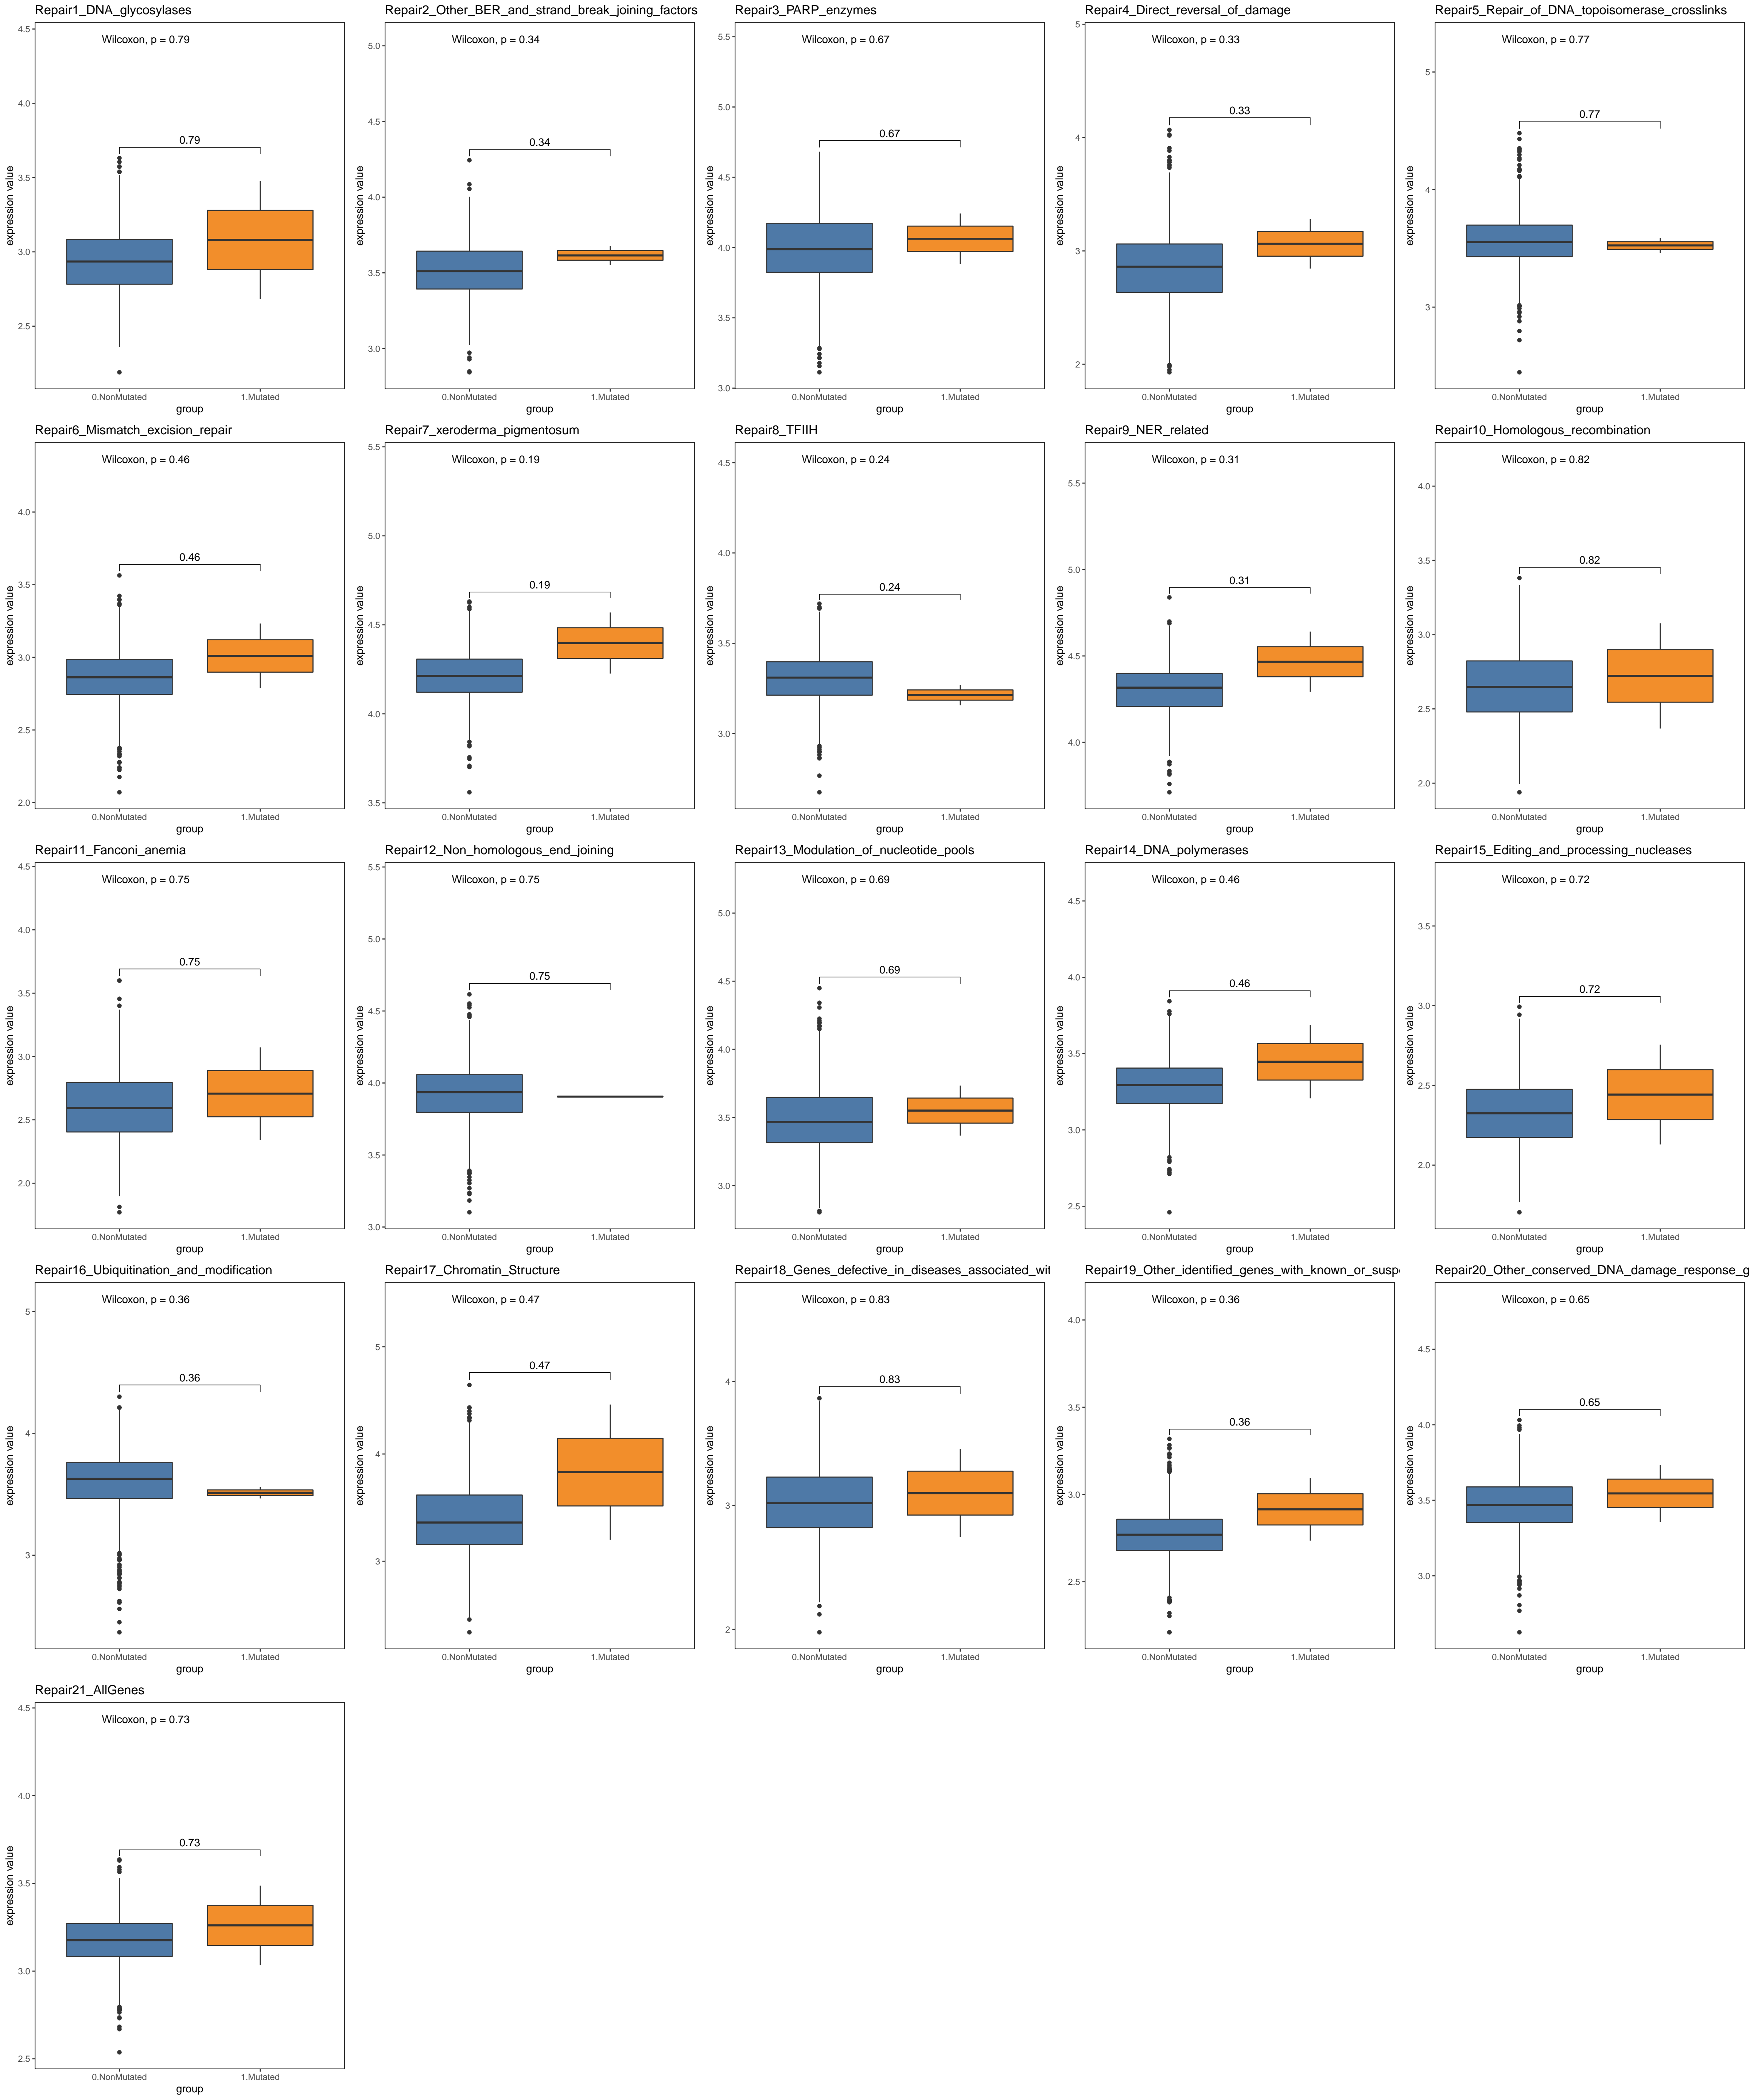 Repair1_DNA_glycosylases
Wilcoxon, p = 0.79
0.79
4.5
4.0
3.5
3.0
2.5
expression value
0.NonMutated
1.Mutated
group
Repair2_Other_BER_and_strand_break_joining_factors
Wilcoxon, p = 0.34
0.34
5.0
4.5
4.0
3.5
3.0
expression value
0.NonMutated
1.Mutated
group
Repair3_PARP_enzymes
Wilcoxon, p = 0.67
0.67
5.5
5.0
4.5
4.0
3.5
3.0
expression value
0.NonMutated
1.Mutated
group
Repair4_Direct_reversal_of_damage
Wilcoxon, p = 0.33
0.33
5
4
3
2
expression value
0.NonMutated
1.Mutated
group
Repair5_Repair_of_DNA_topoisomerase_crosslinks
Wilcoxon, p = 0.77
0.77
5
4
3
expression value
0.NonMutated
1.Mutated
group
Repair6_Mismatch_excision_repair
Wilcoxon, p = 0.46
0.46
4.0
3.5
3.0
2.5
2.0
expression value
0.NonMutated
1.Mutated
group
Repair7_xeroderma_pigmentosum
Wilcoxon, p = 0.19
0.19
5.5
5.0
4.5
4.0
3.5
expression value
0.NonMutated
1.Mutated
group
Repair8_TFIIH
Wilcoxon, p = 0.24
0.24
4.5
4.0
3.5
3.0
expression value
0.NonMutated
1.Mutated
group
Repair9_NER_related
Wilcoxon, p = 0.31
0.31
5.5
5.0
4.5
4.0
expression value
0.NonMutated
1.Mutated
group
Repair10_Homologous_recombination
Wilcoxon, p = 0.82
0.82
4.0
3.5
3.0
2.5
2.0
expression value
0.NonMutated
1.Mutated
group
Repair11_Fanconi_anemia
Wilcoxon, p = 0.75
0.75
4.5
4.0
3.5
3.0
2.5
2.0
expression value
0.NonMutated
1.Mutated
group
Repair12_Non_homologous_end_joining
Wilcoxon, p = 0.75
0.75
5.5
5.0
4.5
4.0
3.5
3.0
expression value
0.NonMutated
1.Mutated
group
Repair13_Modulation_of_nucleotide_pools
Wilcoxon, p = 0.69
0.69
5.0
4.5
4.0
3.5
3.0
expression value
0.NonMutated
1.Mutated
group
Repair14_DNA_polymerases
Wilcoxon, p = 0.46
0.46
4.5
4.0
3.5
3.0
2.5
expression value
0.NonMutated
1.Mutated
group
Repair15_Editing_and_processing_nucleases
Wilcoxon, p = 0.72
0.72
3.5
3.0
2.5
2.0
expression value
0.NonMutated
1.Mutated
group
Repair16_Ubiquitination_and_modification
Wilcoxon, p = 0.36
0.36
5
4
3
expression value
0.NonMutated
1.Mutated
group
Repair17_Chromatin_Structure
Wilcoxon, p = 0.47
0.47
5
4
3
expression value
0.NonMutated
1.Mutated
group
Repair18_Genes_defective_in_diseases_associated_wit
Wilcoxon, p = 0.83
0.83
4
3
2
expression value
0.NonMutated
1.Mutated
group
Repair19_Other_identified_genes_with_known_or_susp
Wilcoxon, p = 0.36
0.36
4.0
3.5
3.0
2.5
expression value
0.NonMutated
1.Mutated
group
Repair20_Other_conserved_DNA_damage_response_g
Wilcoxon, p = 0.65
0.65
4.5
4.0
3.5
3.0
expression value
0.NonMutated
1.Mutated
group
Repair21_AllGenes
Wilcoxon, p = 0.73
0.73
4.5
4.0
3.5
3.0
2.5
expression value
0.NonMutated
1.Mutated
group